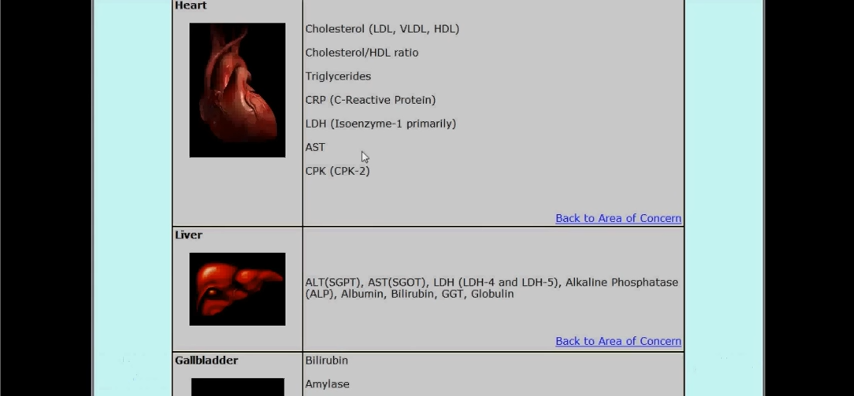 Heart
Cholesterol (LDL, VLDL, HDL)
Cholesterol/HDL ratio
Triglycerides
CRP (C-Reactive Protein)
LDH (Isoenzyme-1 primarily)
AST
CPK (CPK-2)
Back to Area of Concern
Liver
ALT(SGPT), AST(SGOT), LDH (LDH-4 and LDH-5), Alkaline Phosphatase
(ALP), Albumin, Bilirubin, GGT, Globulin
Back to Area of Concern
Gallbladder
Bilirubin
Amylase